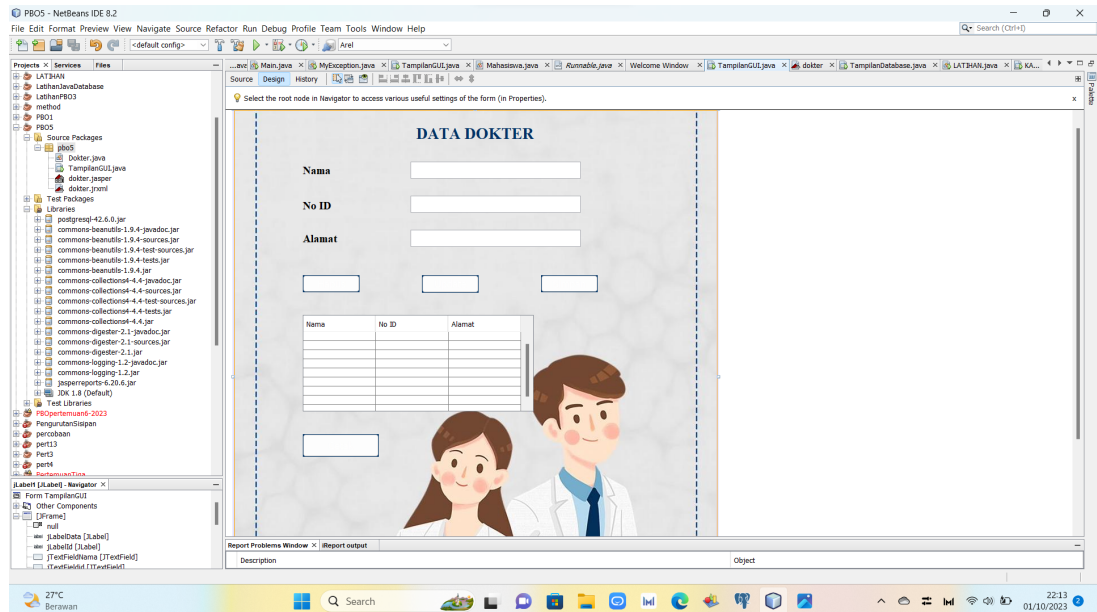 PBO5 - NetBeans IDE 8.2
File Edit Format Preview View Navigate Source Refactor Run Debug Profile Team Tools Window Help
Search (Ctrl+I)
<default config>
Arel
Projects Services Files
...ave Main.java MyException.java TampilanGUI.java Mahasiswa.java Runnable.java Welcome Window TampilanGUI.java dokter TampilanDatabase.java LATIHAN.java KA...
Source Design History
Palette
Select the root node in Navigator to access various useful settings of the form (in Properties).
LATIHAN
LatihanJavaDatabase
LatihanPBO3
method
PBO1
PBO5
Source Packages
pbo5
Dokter.java
TampilanGUI.java
dokter.jasper
dokter.jrxml
Test Packages
Libraries
postgresql-42.6.0.jar
commons-beanutils-1.9.4-javadoc.jar
commons-beanutils-1.9.4-sources.jar
commons-beanutils-1.9.4-test-sources.jar
commons-beanutils-1.9.4-tests.jar
commons-beanutils-1.9.4.jar
commons-collections4-4.4-javadoc.jar
commons-collections4-4.4-sources.jar
commons-collections4-4.4-test-sources.jar
commons-collections4-4.4-tests.jar
commons-collections4-4.4.jar
commons-digester-2.1-javadoc.jar
commons-digester-2.1-sources.jar
commons-digester-2.1.jar
commons-logging-1.2-javadoc.jar
commons-logging-1.2.jar
jasperreports-6.20.6.jar
JDK 1.8 (Default)
Test Libraries
PBOpertemuan6-2023
PengurutanSisipan
percobaan
pert13
Pert3
pert4
PertemuanTiga
DATA DOKTER
Nama
No ID
Alamat
Nama No ID Alamat
jLabel1 [JLabel] - Navigator
Form TampilanGUI
Other Components
[JFrame]
null
jLabelData [JLabel]
jLabelId [JLabel]
jTextFieldNama [JTextField]
jTextFieldid [JTextField]
Report Problems Window iReport output
Description Object
27°C
Berawan
Search
22:13
01/10/2023
2